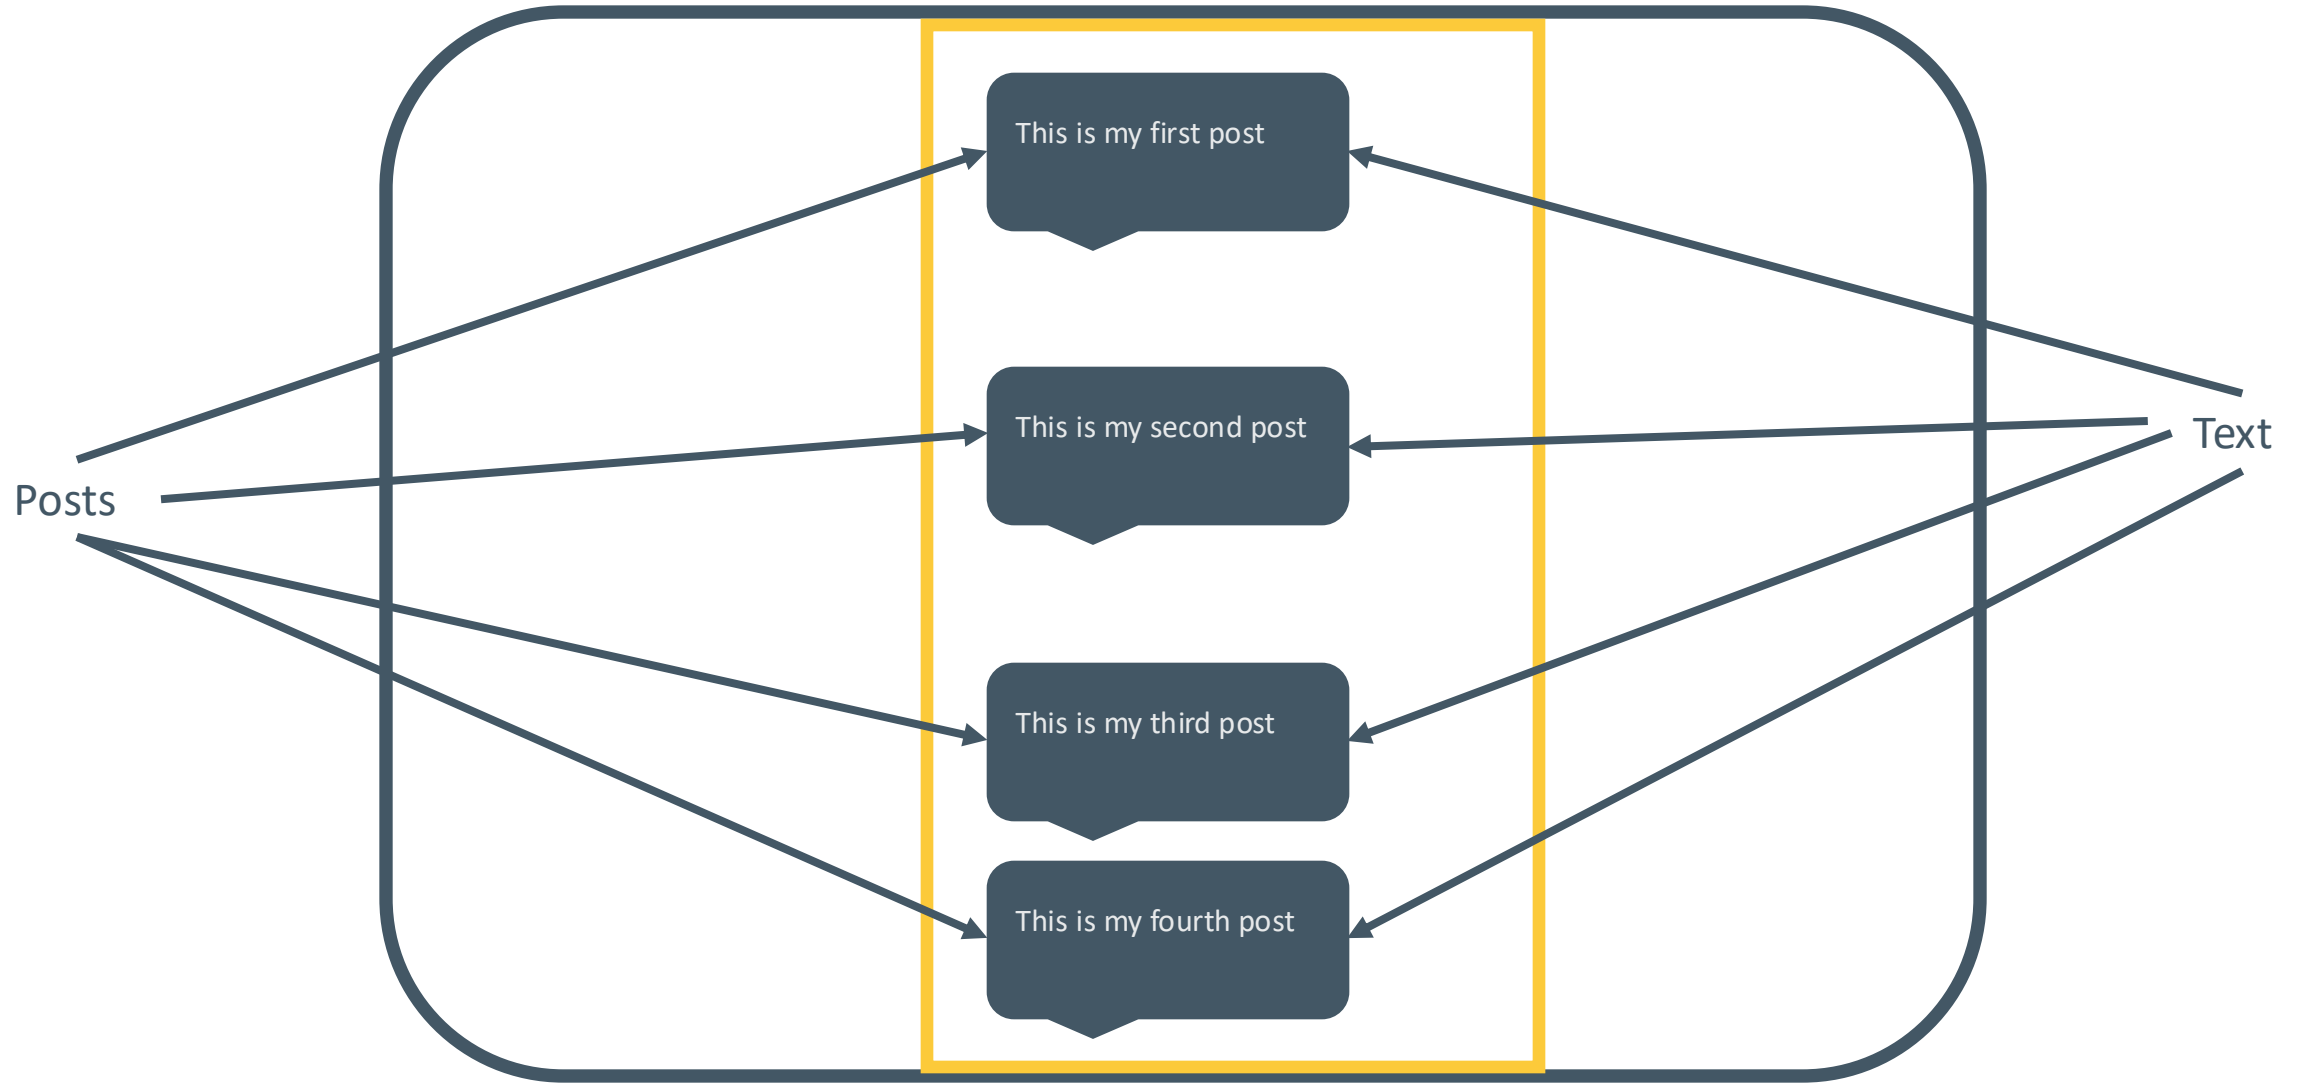 This is my first post
This is my second post
Text
Posts
This is my third post
This is my fourth post